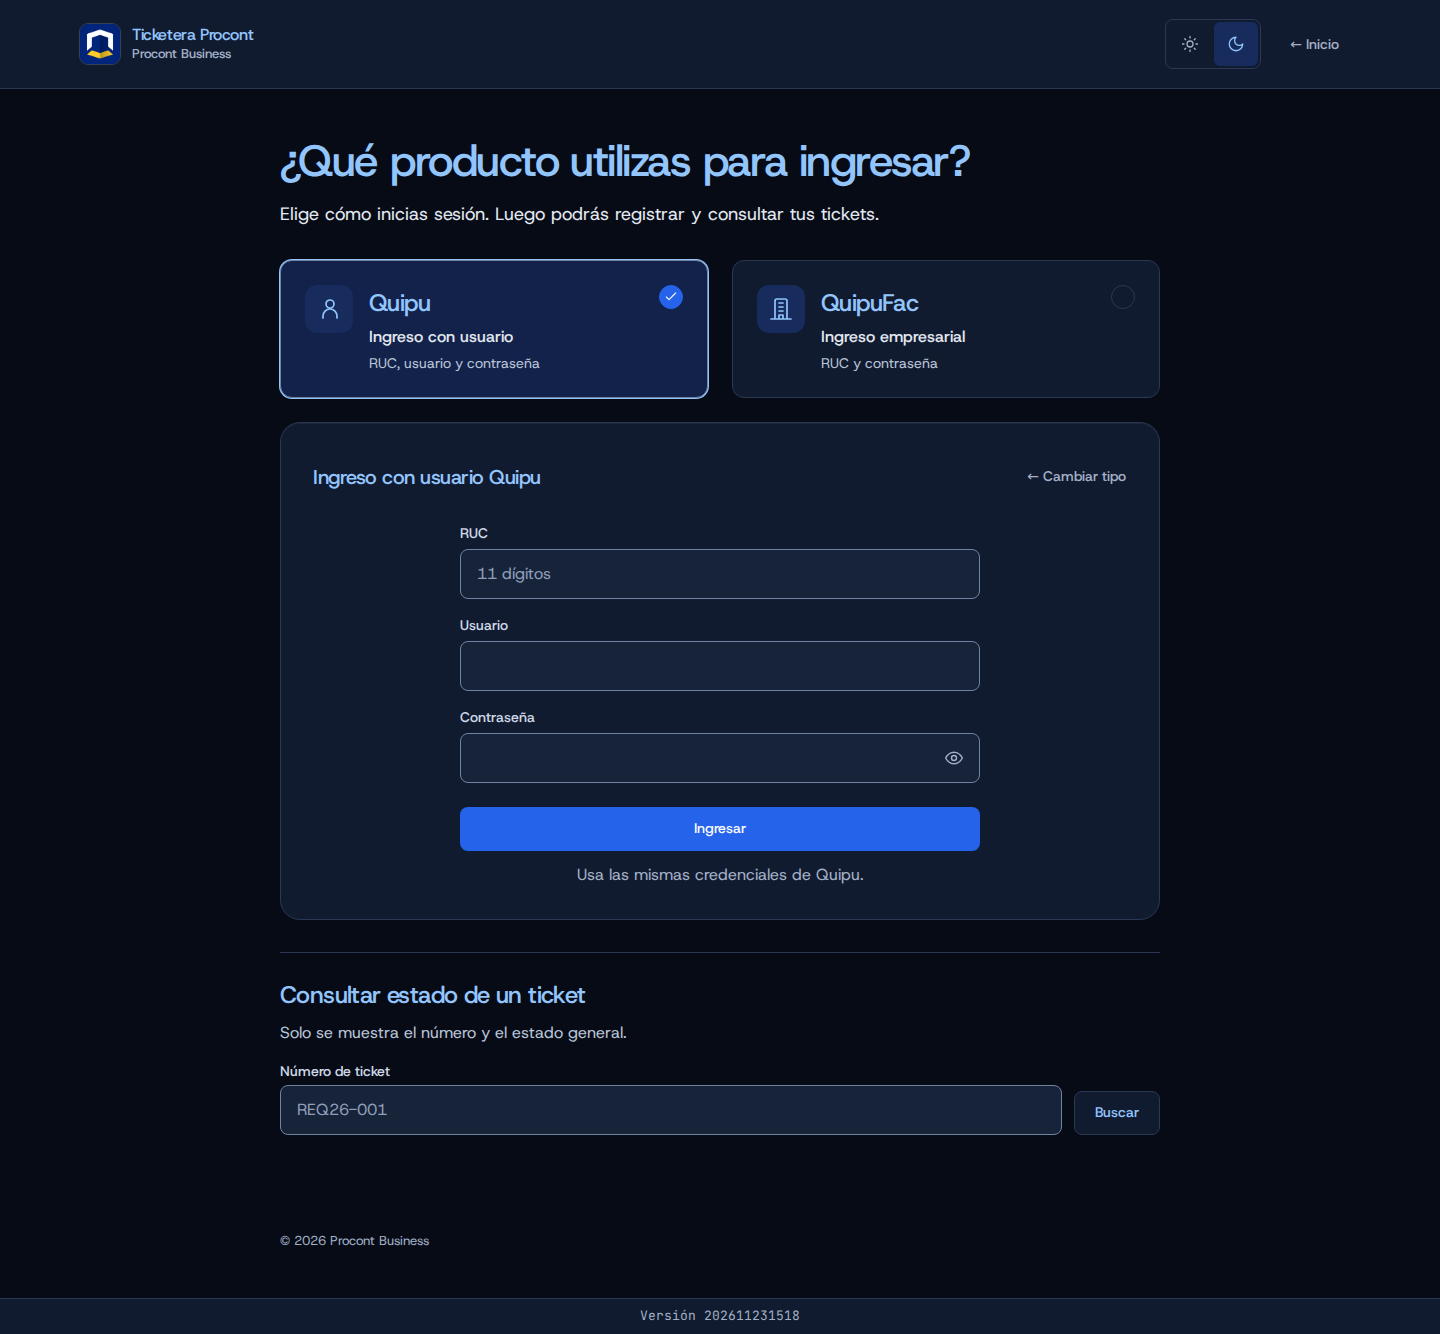 Ticketera Procont
Procont Business
← Inicio
¿Qué producto utilizas para ingresar?
Elige cómo inicias sesión. Luego podrás registrar y consultar tus tickets.
Quipu
Ingreso con usuario
RUC, usuario y contraseña
QuipuFac
Ingreso empresarial
RUC y contraseña
Ingreso con usuario Quipu
← Cambiar tipo
RUC
11 dígitos
Usuario
Contraseña
Ingresar
Usa las mismas credenciales de Quipu.
Consultar estado de un ticket
Solo se muestra el número y el estado general.
Número de ticket
REQ26-001
Buscar
© 2026 Procont Business
Versión 202611231518